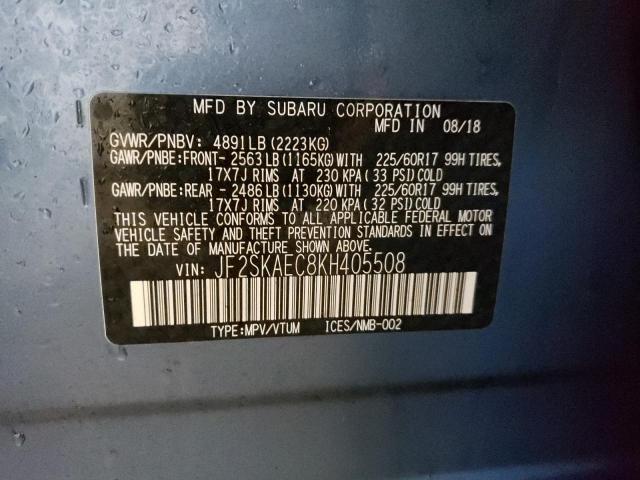 MFD BY SUBARU CORPORATION
MFD IN 08/18
GVWR/PNBV: 4891LB(2223KG)
GAWR/PNBE:FRONT- 2563LB(1165KG)WITH 225/60R17 99H TIRES,
17X7J RIMS AT 230 KPA(33 PSI)COLD
GAWR/PNBE:REAR - 2486LB(1130KG)WITH 225/60R17 99H TIRES,
17X7J RIMS AT 220 KPA(32 PSI)COLD
THIS VEHICLE CONFORMS TO ALL APPLICABLE FEDERAL MOTOR
VEHICLE SAFETY AND THEFT PREVENTION STANDARDS IN EFFECT ON
THE DATE OF MANUFACTURE SHOWN ABOVE.
VIN: JF2SKAEC8KH405508
TYPE:MPV/VTUM ICES/NMB-002